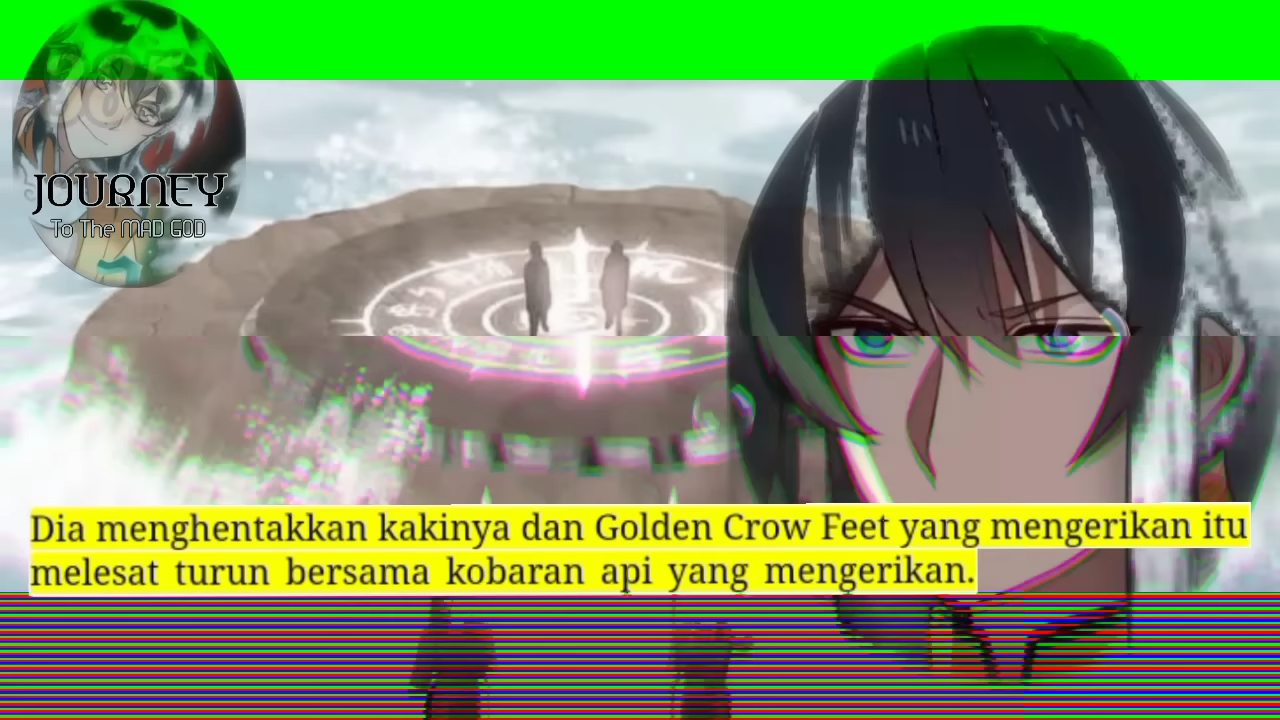 JOURNEY
To The MAD GOD
Dia menghentakkan kakinya dan Golden Crow Feet yang mengerikan itu
melesat turun bersama kobaran api yang mengerikan.